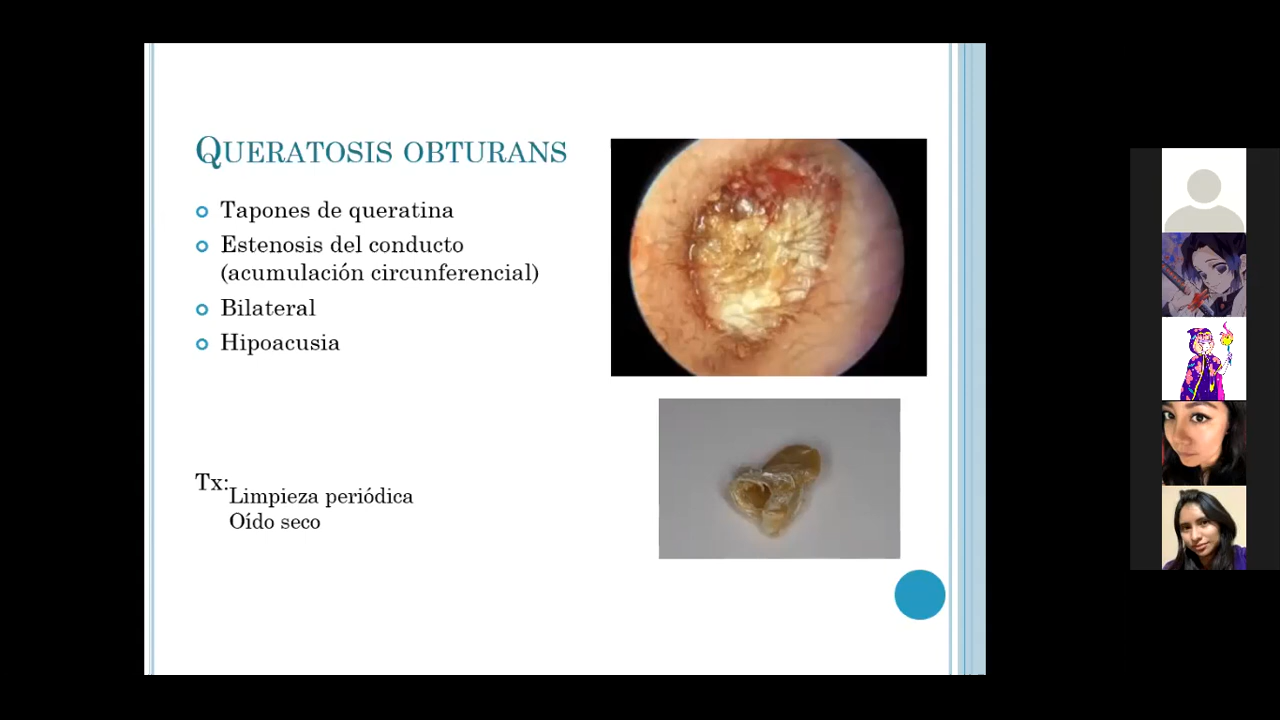 QUERATOSIS OBTURANS
Tapones de queratina
Estenosis del conducto
(acumulación circunferencial)
Bilateral
Hipoacusia
Tx:
Limpieza periódica
Oído seco